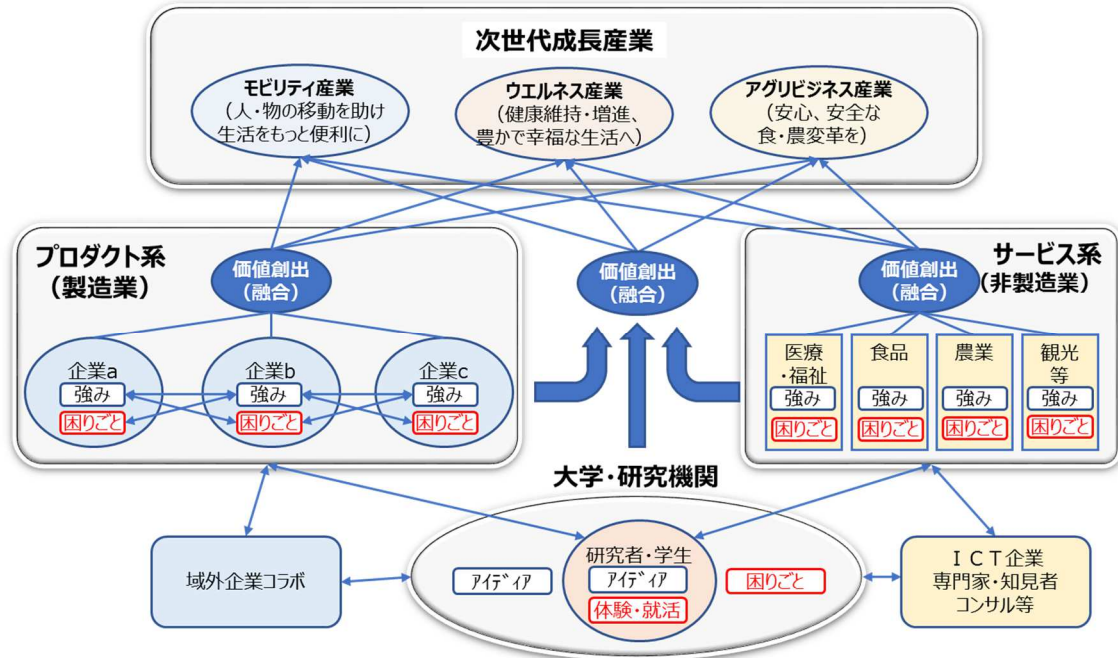 次世代成長産業
モビリティ産業
(人・物の移動を助け
生活をもっと便利に)
ウエルネス産業
(健康維持・増進、
豊かで幸福な生活へ)
アグリビジネス産業
(安心、安全な
食・農変革を)
プロダクト系
(製造業)
価値創出
(融合)
企業a
強み
困りごと
企業b
強み
困りごと
企業c
強み
困りごと
価値創出
(融合)
サービス系
(非製造業)
価値創出
(融合)
医療
・福祉
強み
困りごと
食品
強み
困りごと
農業
強み
困りごと
観光
等
強み
困りごと
大学・研究機関
域外企業コラボ
アイディア
研究者・学生
アイディア
体験・就活
困りごと
ICT企業
専門家・知見者
コンサル等